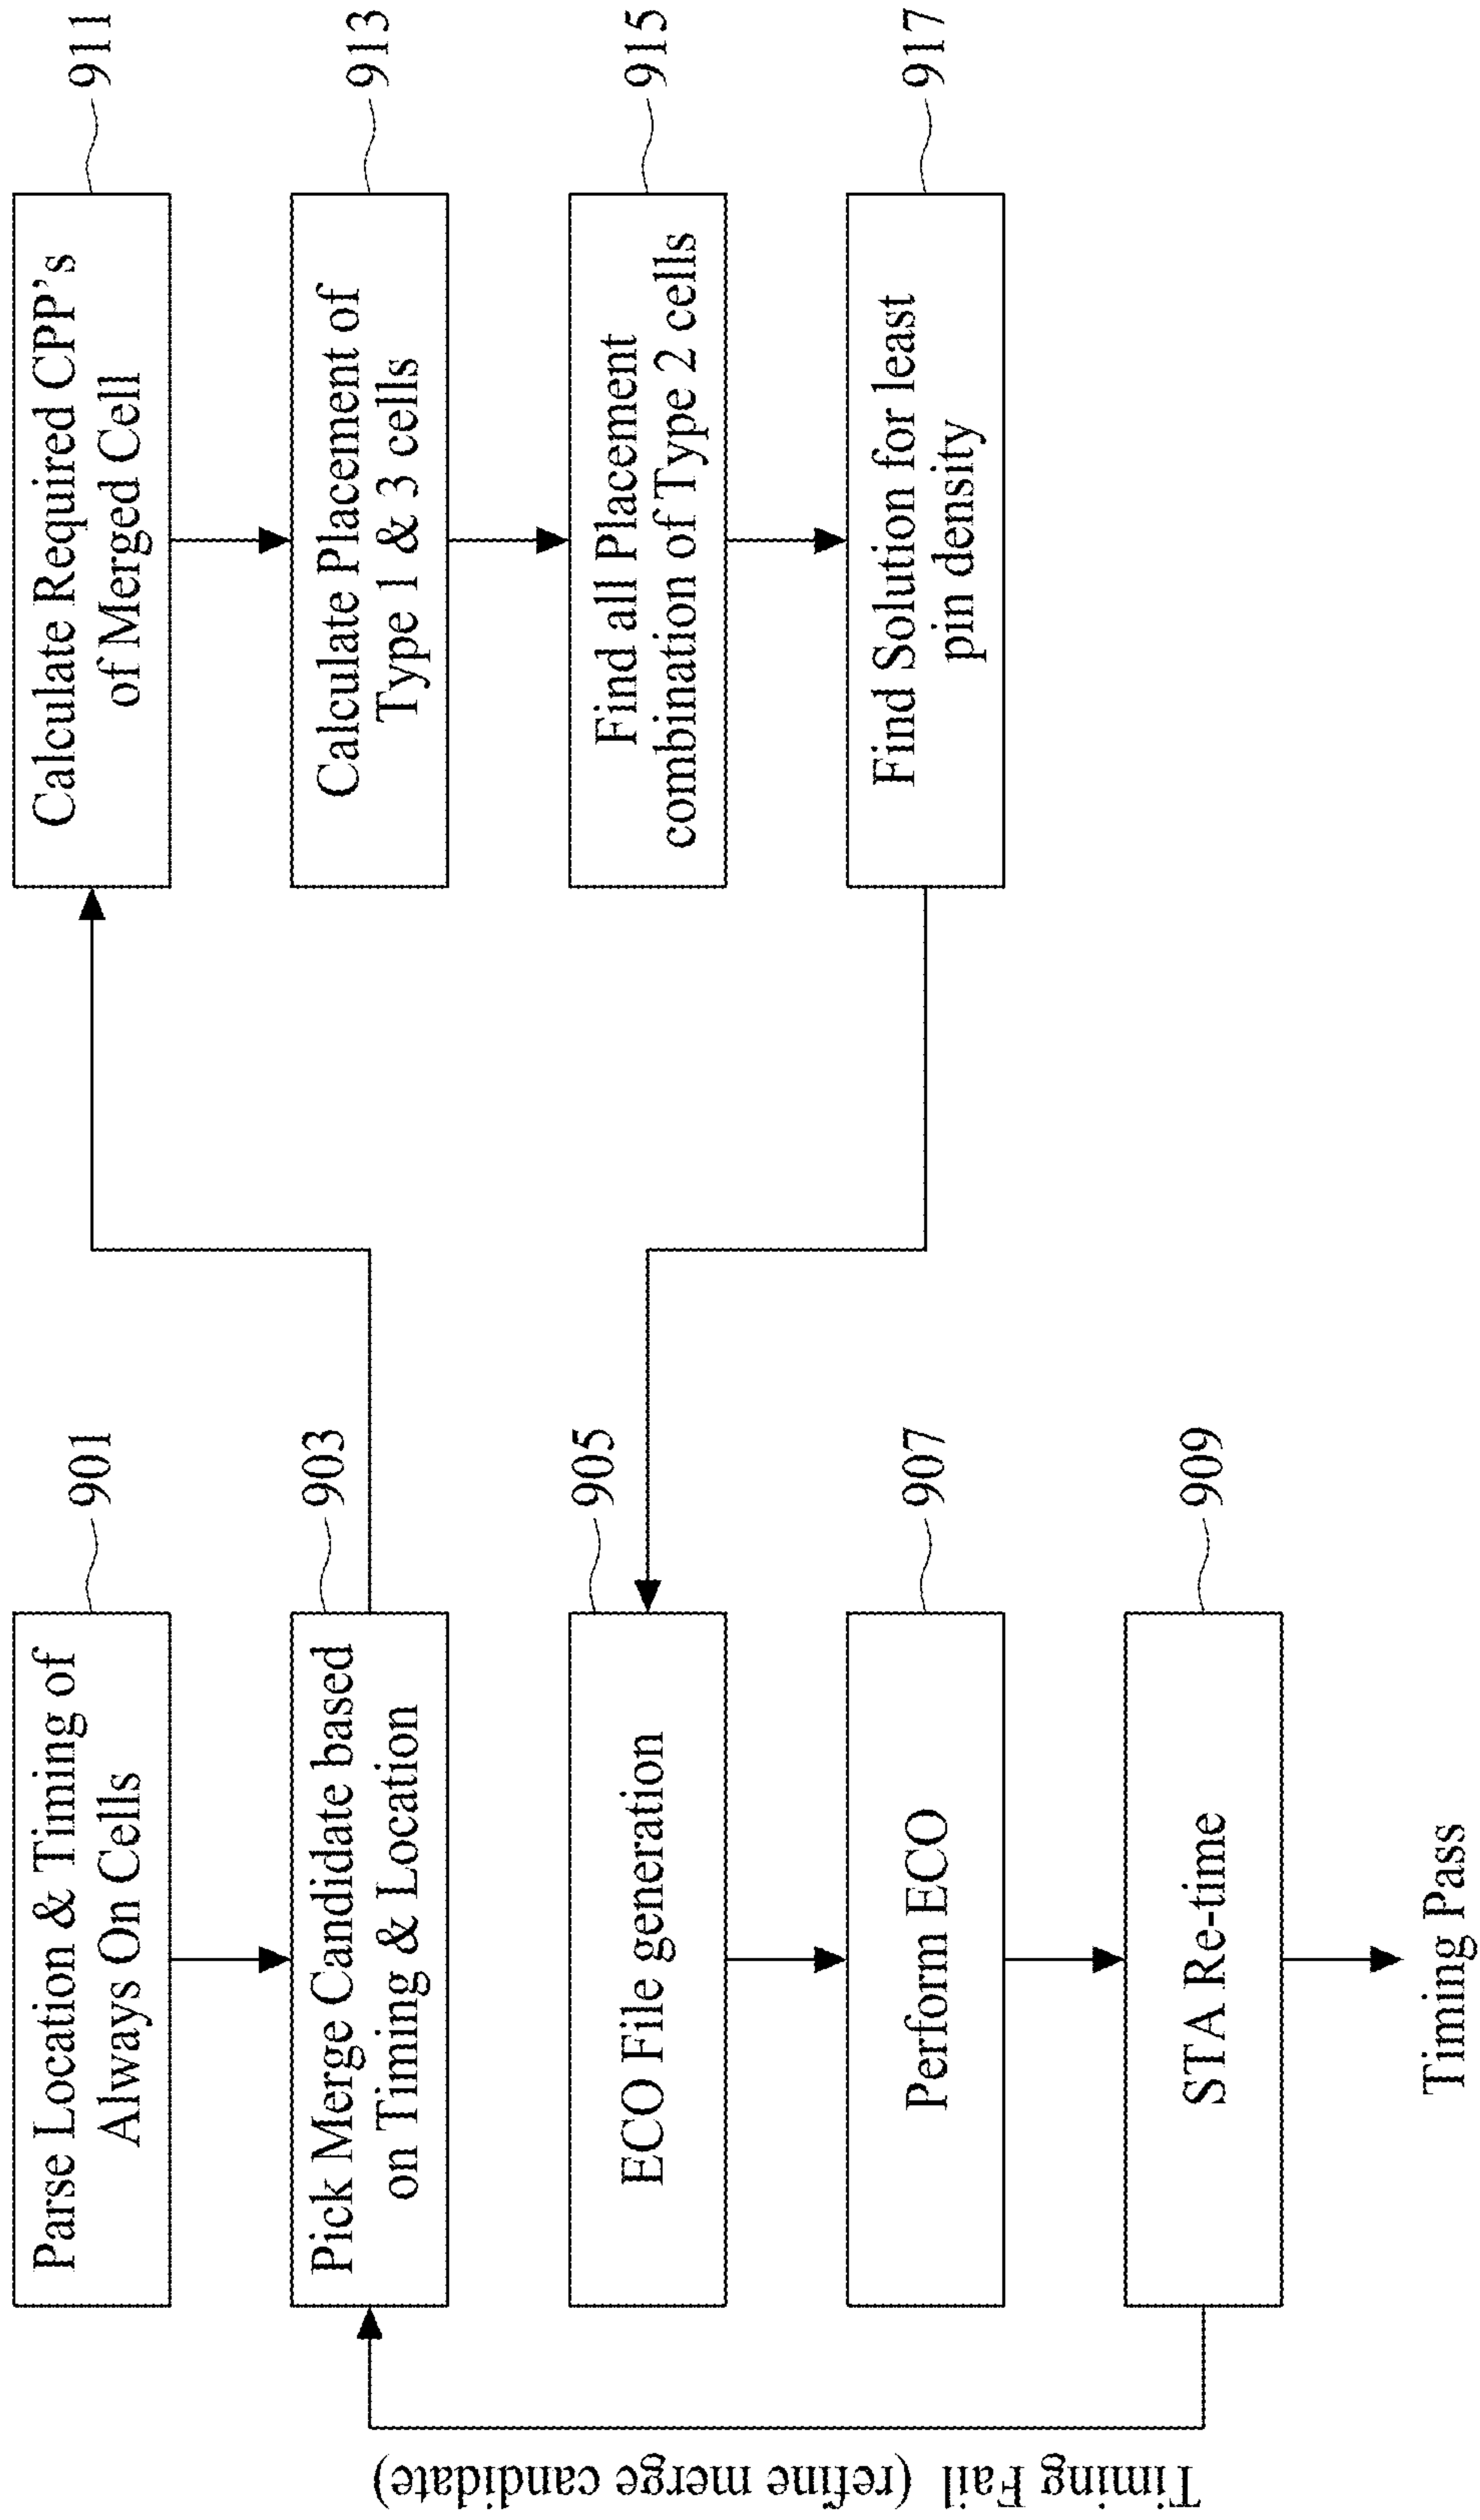 Parse Location & Timing of
Always On Cells
901
Pick Merge Candidate based
on Timing & Location
903
ECO File generation
905
Perform ECO
907
STA Re-time
909
Timing Pass
Timing Fail (refine merge candidate)
Calculate Required CPP's
of Merged Cell
911
Calculate Placement of
Type 1 & 3 cells
913
Find all Placement
combination of Type 2 cells
915
Find Solution for least
pin density
917